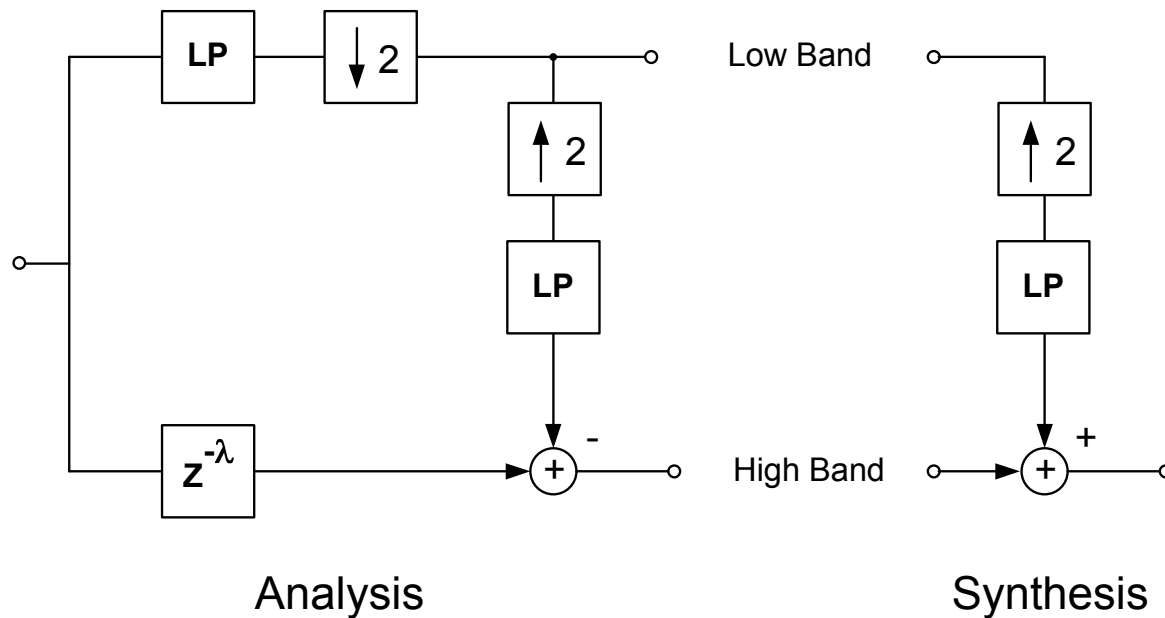 LP
↓ 2
Low Band
↑ 2
↑ 2
LP
LP
z^-λ
+
-
High Band
+
+
Analysis
Synthesis